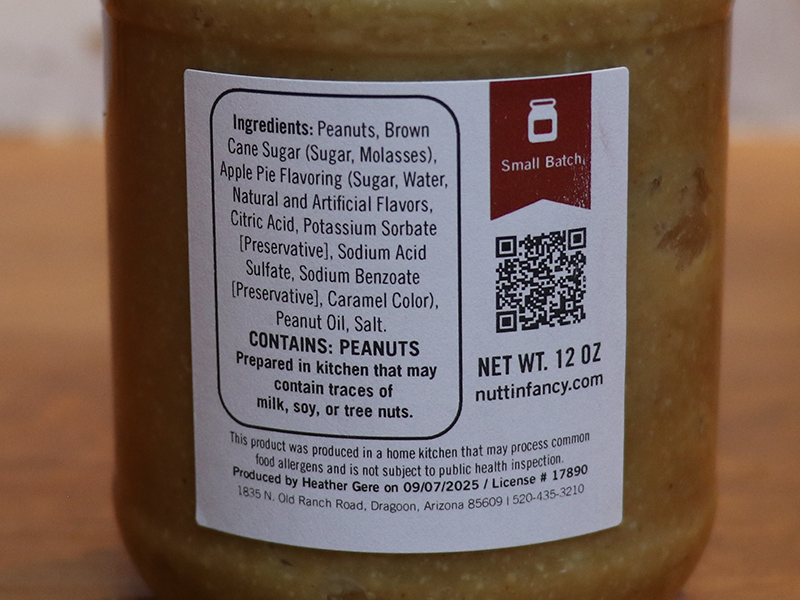 Ingredients: Peanuts, Brown
Cane Sugar (Sugar, Molasses),
Apple Pie Flavoring (Sugar, Water,
Natural and Artificial Flavors,
Citric Acid, Potassium Sorbate
[Preservative], Sodium Acid
Sulfate, Sodium Benzoate
[Preservative], Caramel Color),
Peanut Oil, Salt.
CONTAINS: PEANUTS
Prepared in kitchen that may
contain traces of
milk, soy, or tree nuts.
Small Batch
NET WT. 12 OZ
nuttinfancy.com
This product was produced in a home kitchen that may process common
food allergens and is not subject to public health inspection.
Produced by Heather Gere on 09/07/2025 / License # 17890
1835 N. Old Ranch Road, Dragoon, Arizona 85609 | 520-435-3210